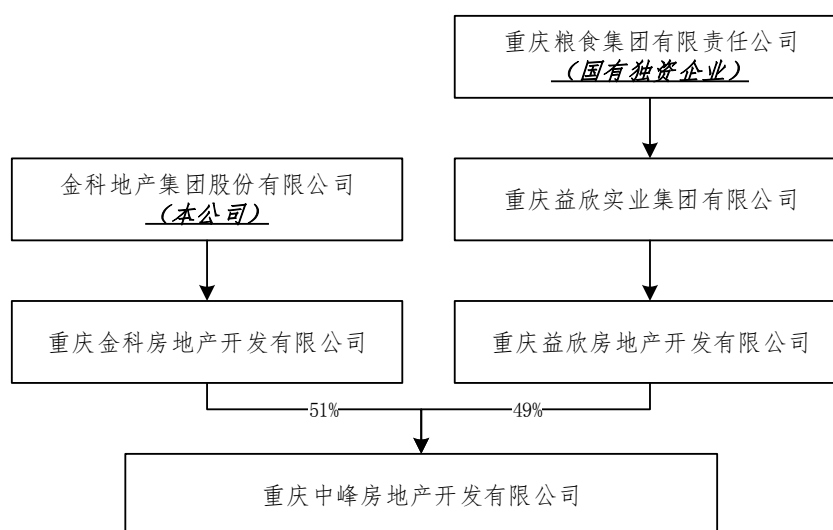 重庆粮食集团有限责任公司
（国有独资企业）
金科地产集团股份有限公司
（本公司）
重庆益欣实业集团有限公司
重庆金科房地产开发有限公司
重庆益欣房地产开发有限公司
51%
49%
重庆中峰房地产开发有限公司